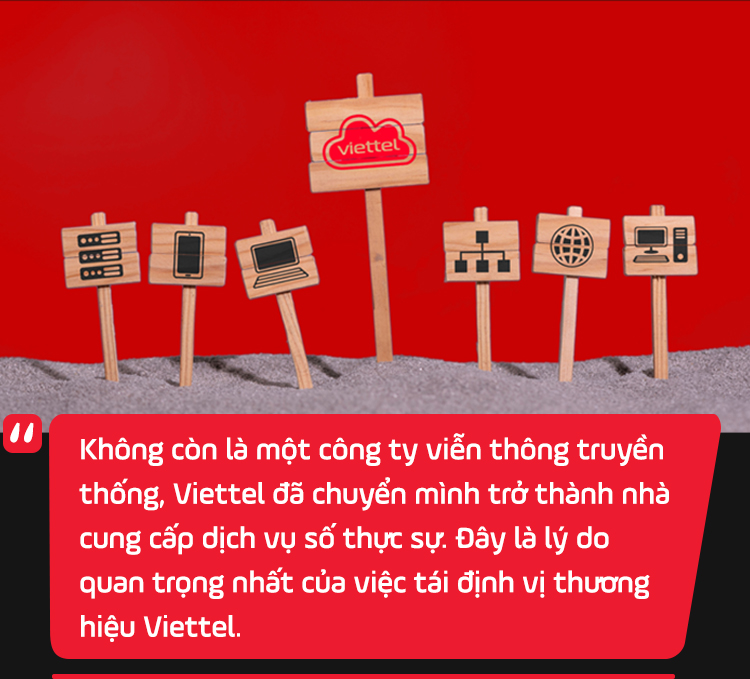 viettel
Không còn là một công ty viễn thông truyền
thống, Viettel đã chuyển mình trở thành nhà
cung cấp dịch vụ số thực sự. Đây là lý do
quan trọng nhất của việc tái định vị thương
hiệu Viettel.